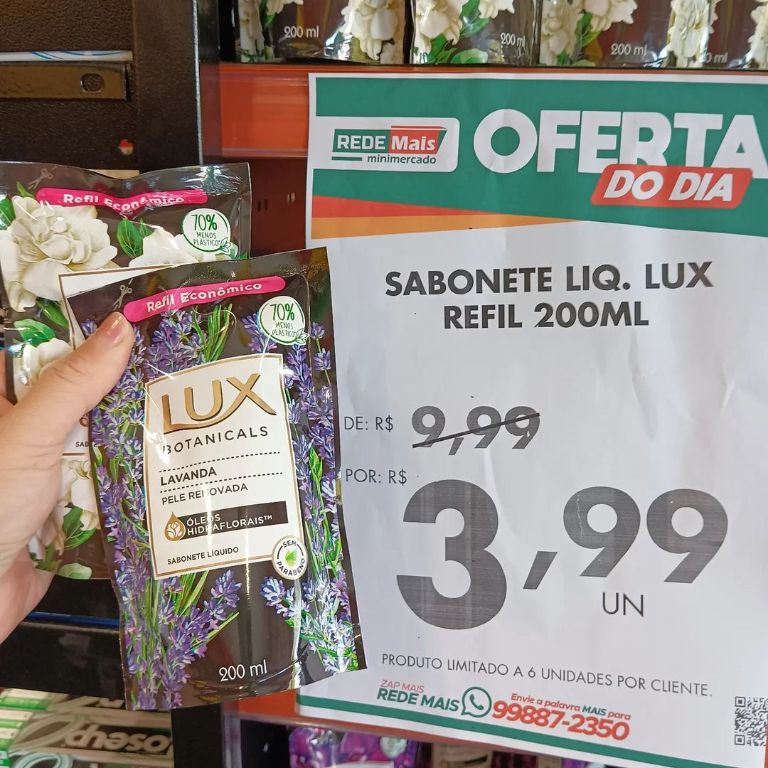 200 ml
200 ml
200 ml
REDE Mais
minimercado
OFERTA
DO DIA
Refil Econômico
70%
MENOS
PLÁSTICO
SABONETE LIQ. LUX
REFIL 200ML
Refil Econômico
70%
MENOS
PLÁSTICO
LUX
BOTANICALS
LAVANDA
PELE RENOVADA
ÓLEOS
HIDRAFLORAIS™
SABONETE LÍQUIDO
SEM
PARABENO
200 ml
DE: R$ 9,99
POR: R$
3,99
UN
PRODUTO LIMITADO A 6 UNIDADES POR CLIENTE.
ZAP MAIS
REDE MAIS
Envie a palavra MAIS para
99887-2350